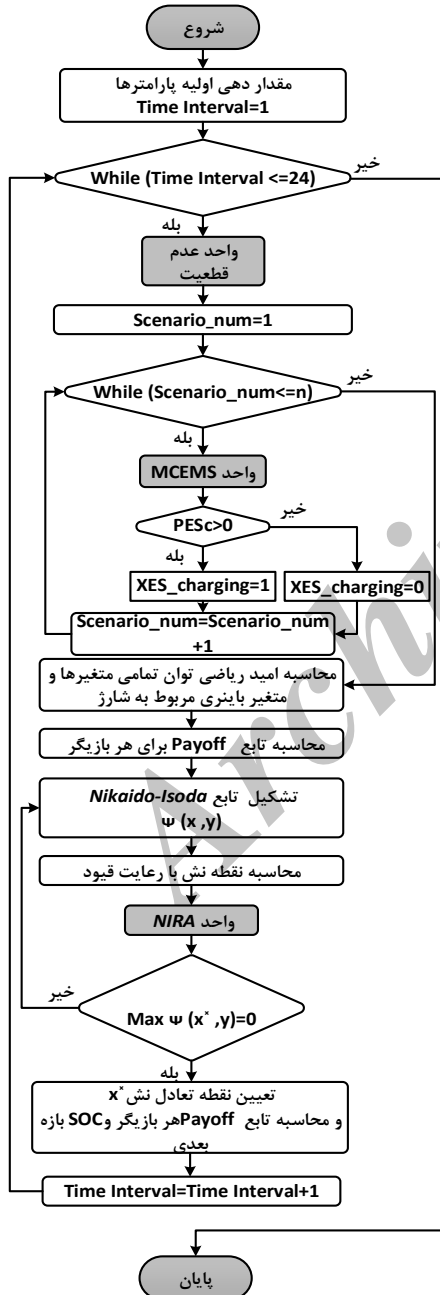 شروع
مقدار دهی اولیه پارامترها
Time Interval=1
While (Time Interval <=24)
خیر
بله
واحد عدم
قطعیت
Scenario_num=1
While (Scenario_num<=n)
خیر
بله
واحد MCEMS
PESc>0
خیر
بله
XES_charging=1
XES_charging=0
Scenario_num=Scenario_num
+1
محاسبه امید ریاضی توان تمامی متغیرها و
متغیر باینری مربوط به شارژ
محاسبه تابع Payoff برای هر بازیگر
تشکیل تابع Nikaido-Isoda
Ψ (x ,y)
محاسبه نقطه نش با رعایت قیود
واحد NIRA
خیر
Max Ψ (x* ,y)=0
بله
تعیین نقطه تعادل نش x*
و محاسبه تابع Payoff هر بازیگر و SOC بازه
بعدی
Time Interval=Time Interval+1
پایان